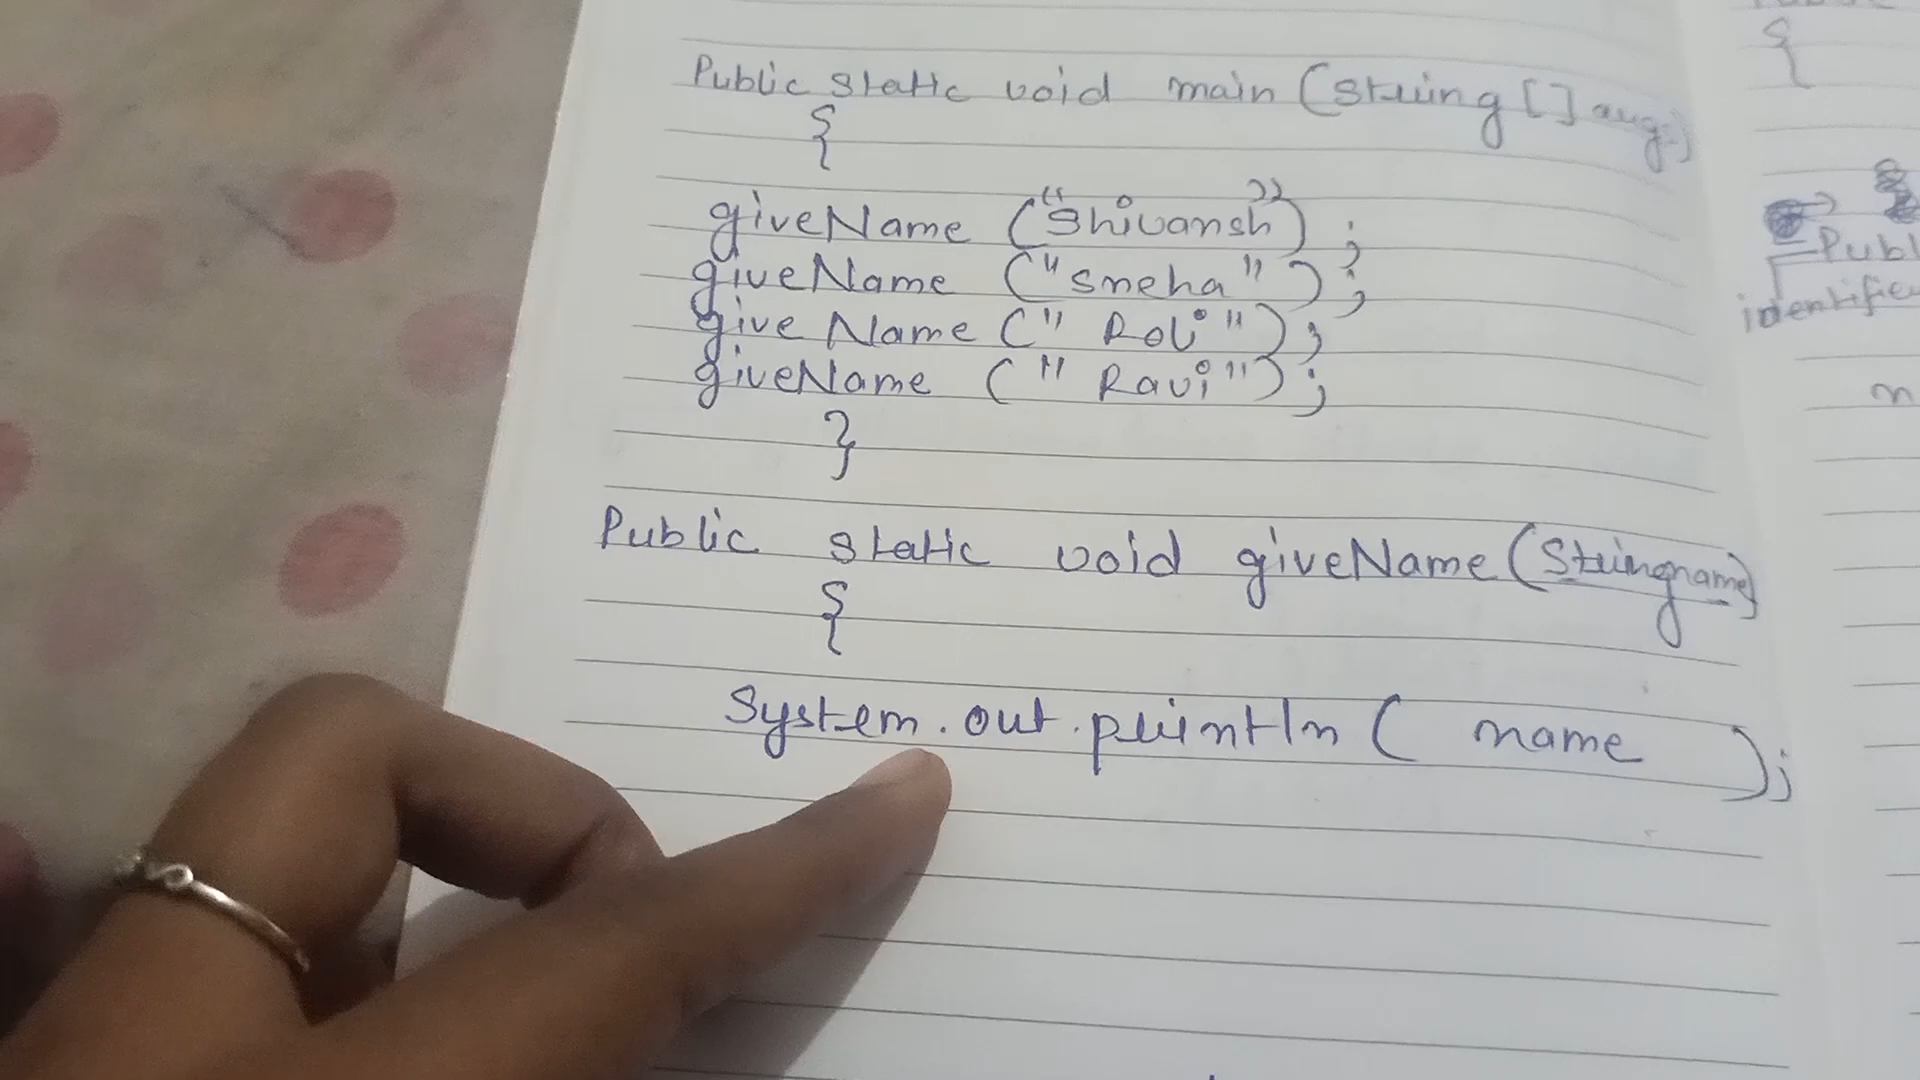 Public static void main (String [] args)
{
giveName ("Shivansh");
giveName ("Sneha");
give Name (" Roli ");
giveName (" Ravi");
}
Public static void giveName (String name)
{
System.out.println ( name );
{
Publ
identifie